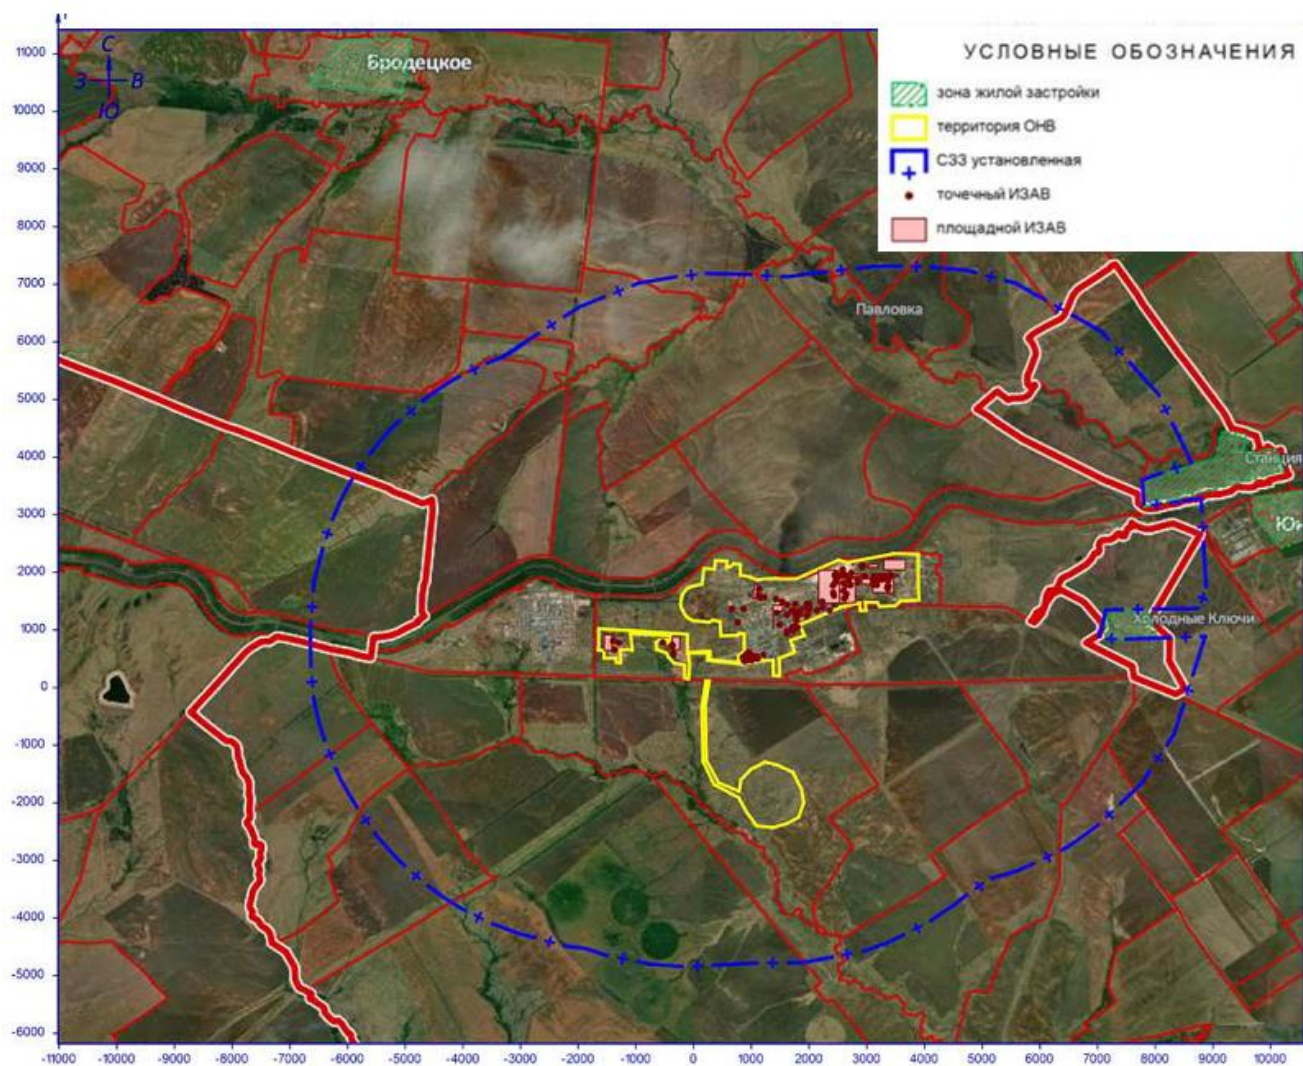 УСЛОВНЫЕ ОБОЗНАЧЕНИЯ
зона жилой застройки
территория ОНВ
СЗЗ установленная
точечный ИЗАВ
площадной ИЗАВ
С
З В
Ю
Бродецкое
Павловка
Станция
Юк
Холодные Ключи
11000
10000
9000
8000
7000
6000
5000
4000
3000
2000
1000
0
-1000
-2000
-3000
-4000
-5000
-6000
-11000 -10000 -9000 -8000 -7000 -6000 -5000 -4000 -3000 -2000 -1000 0 1000 2000 3000 4000 5000 6000 7000 8000 9000 10000